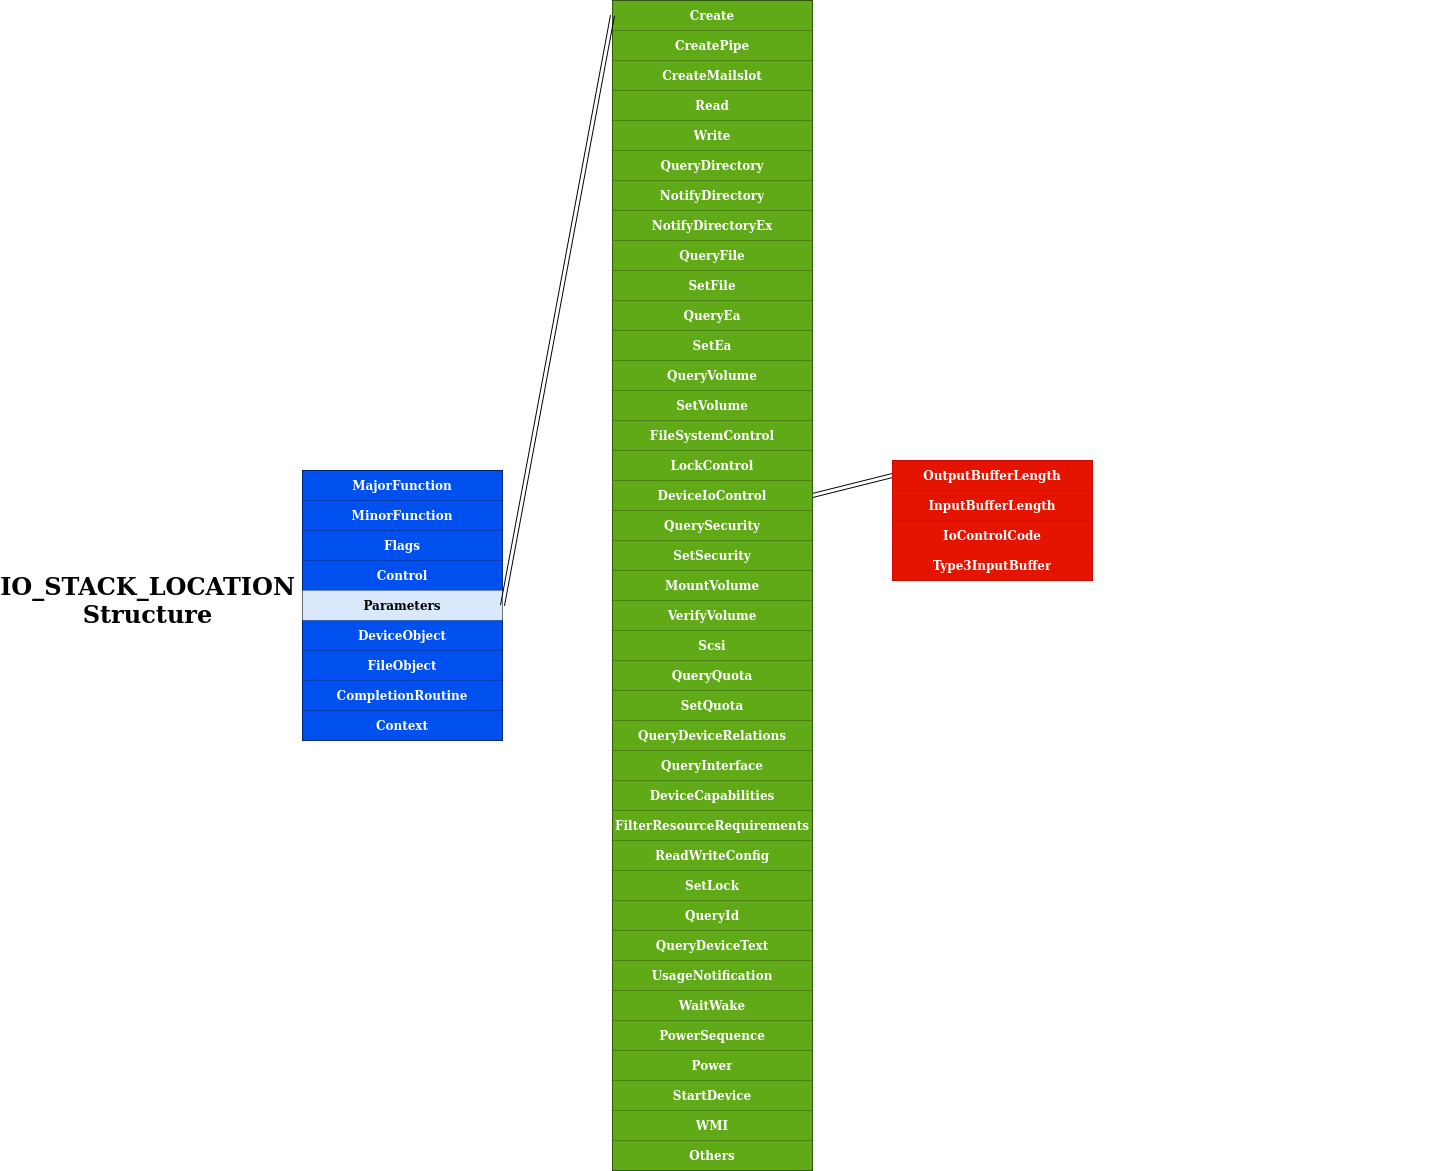 IO_STACK_LOCATION
Structure
MajorFunction
MinorFunction
Flags
Control
Parameters
DeviceObject
FileObject
CompletionRoutine
Context
Create
CreatePipe
CreateMailslot
Read
Write
QueryDirectory
NotifyDirectory
NotifyDirectoryEx
QueryFile
SetFile
QueryEa
SetEa
QueryVolume
SetVolume
FileSystemControl
LockControl
DeviceIoControl
QuerySecurity
SetSecurity
MountVolume
VerifyVolume
Scsi
QueryQuota
SetQuota
QueryDeviceRelations
QueryInterface
DeviceCapabilities
FilterResourceRequirements
ReadWriteConfig
SetLock
QueryId
QueryDeviceText
UsageNotification
WaitWake
PowerSequence
Power
StartDevice
WMI
Others
OutputBufferLength
InputBufferLength
IoControlCode
Type3InputBuffer